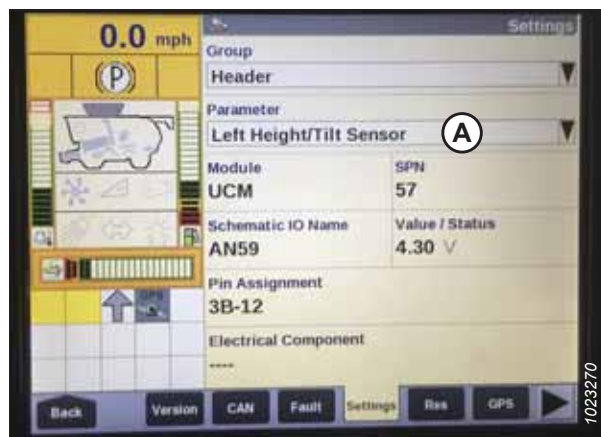 0.0 mph
Settings
Group
Header
(P)
Parameter
Left Height/Tilt Sensor
A
Module
SPN
UCM
57
Schematic IO Name
Value / Status
AN59
4.30 V
Pin Assignment
3B-12
Electrical Component
----
Back
Version
CAN
Fault
Settings
Res
GPS
1023270